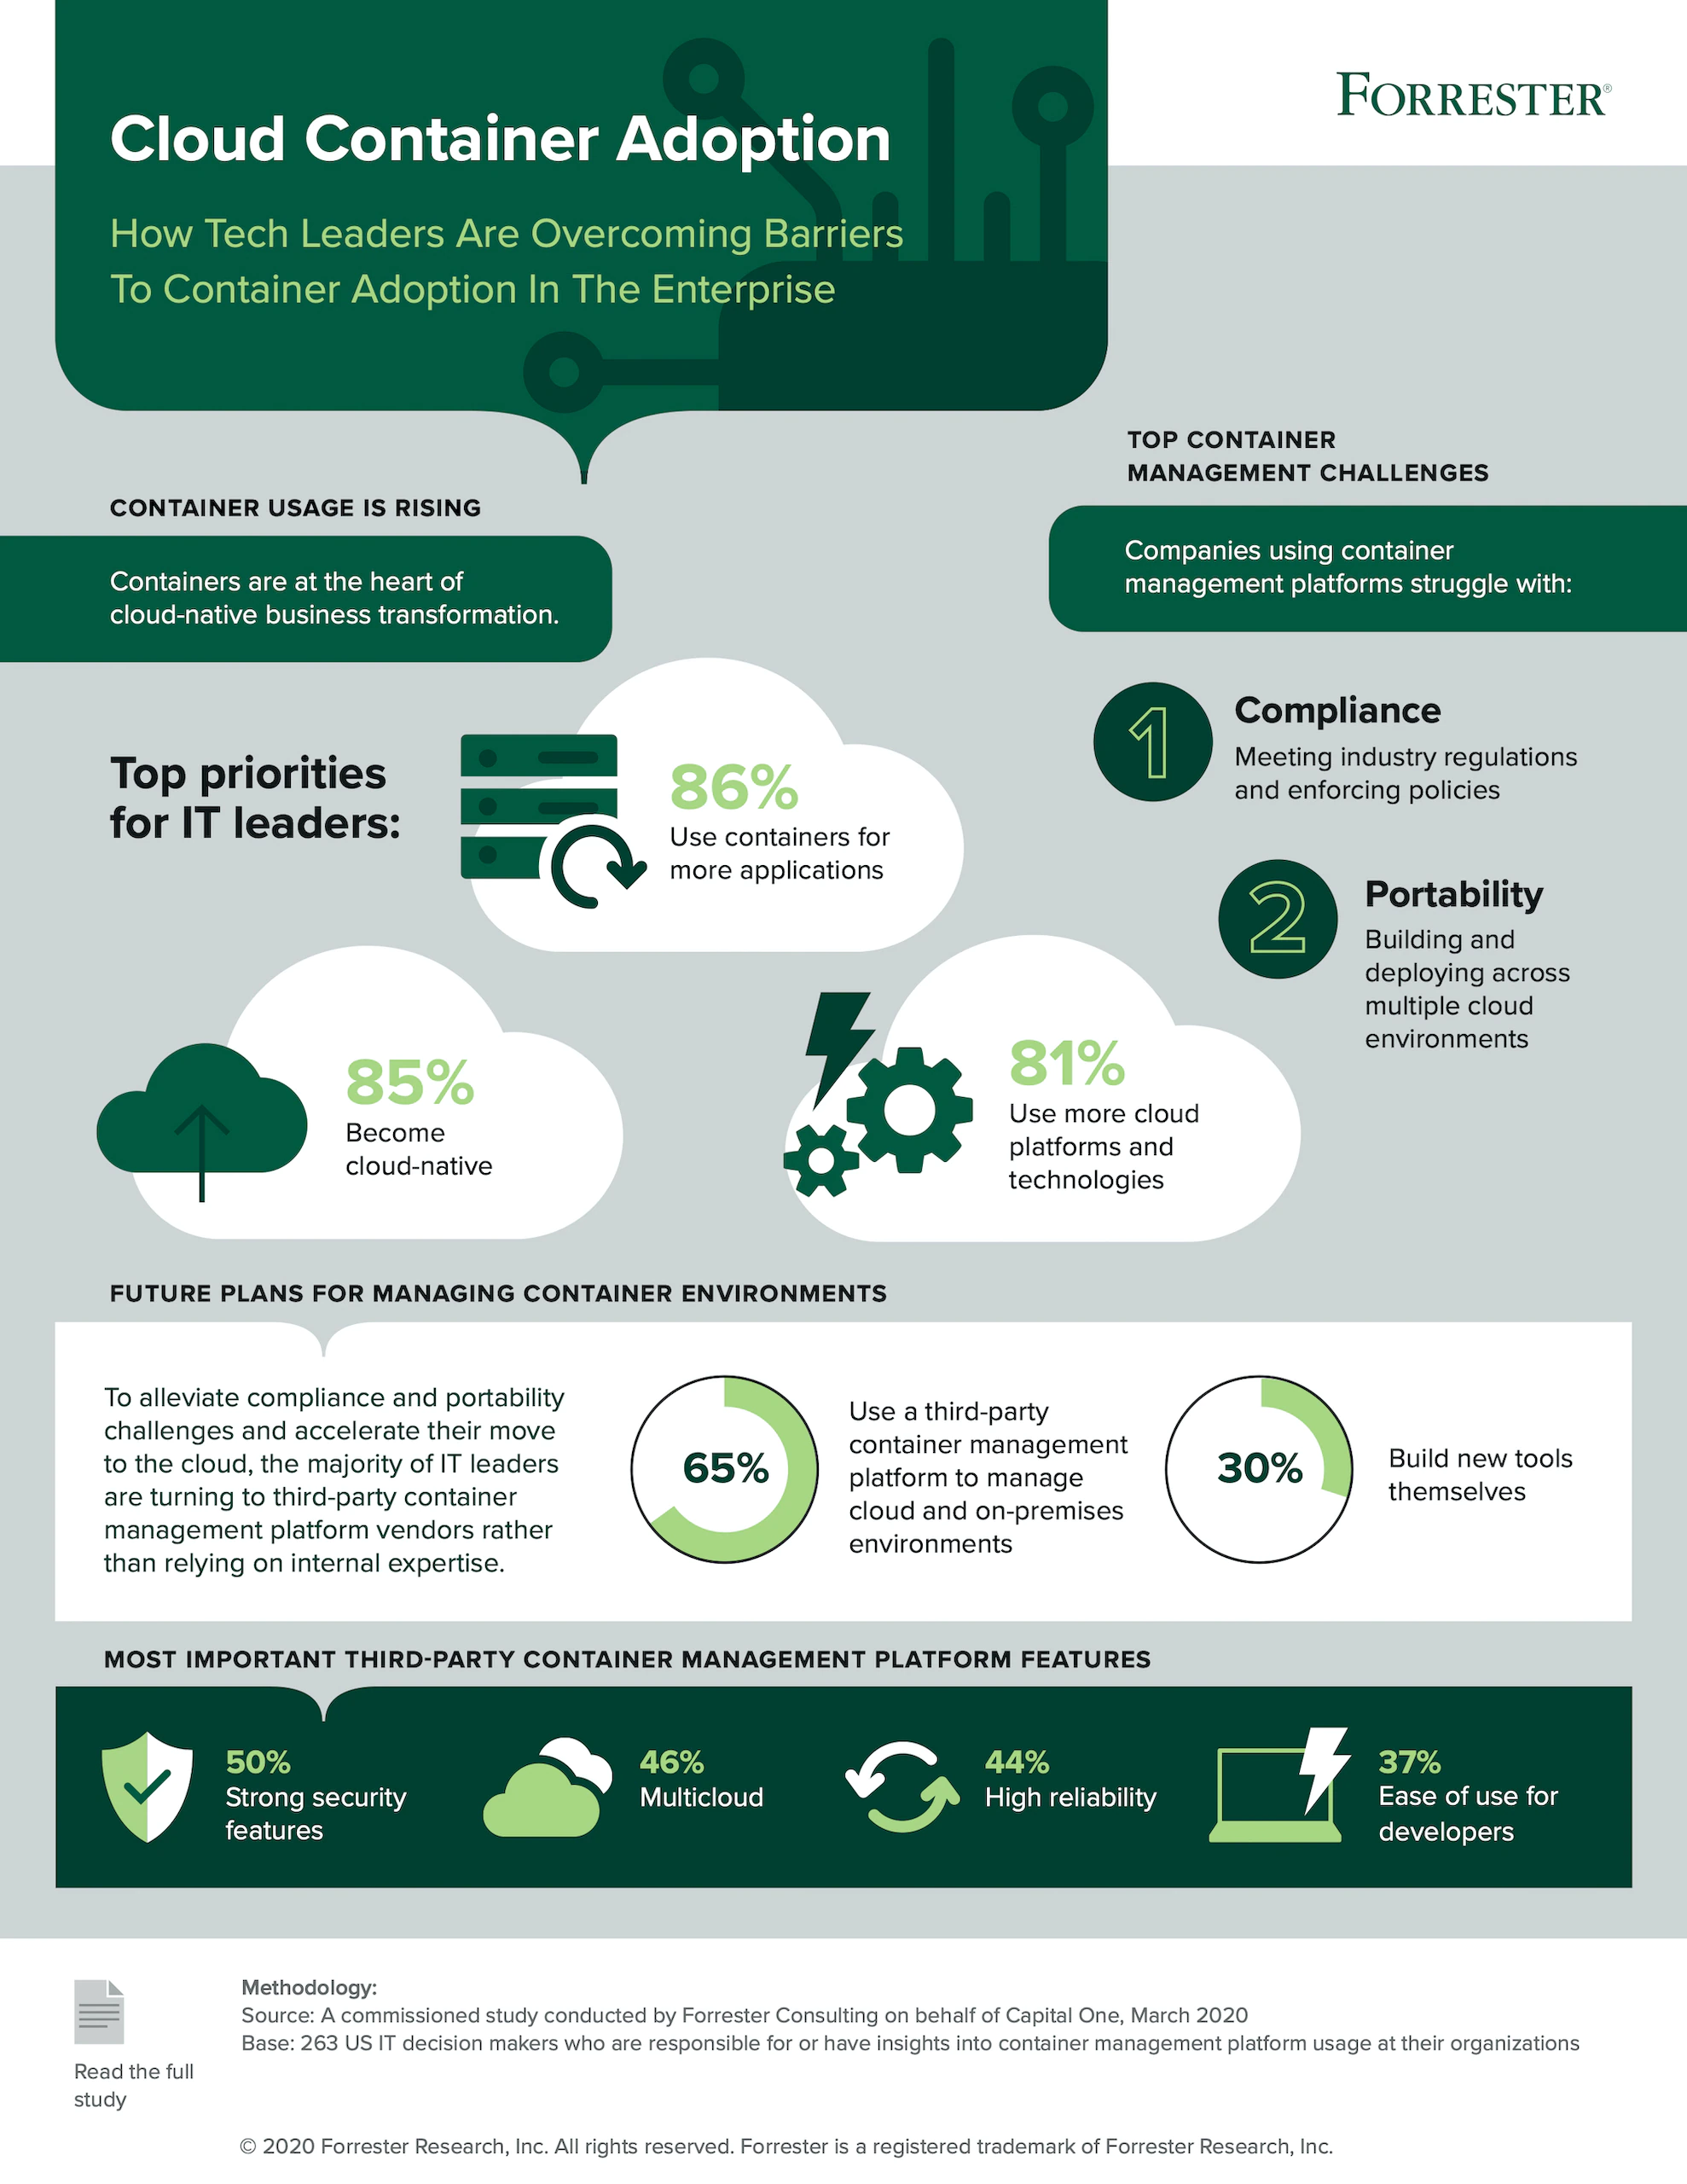 Cloud Container Adoption
FORRESTER®
How Tech Leaders Are Overcoming Barriers
To Container Adoption In The Enterprise
CONTAINER USAGE IS RISING
Containers are at the heart of
cloud-native business transformation.
Top priorities
for IT leaders:
86%
Use containers for
more applications
85%
Become
cloud-native
81%
Use more cloud
platforms and
technologies
TOP CONTAINER
MANAGEMENT CHALLENGES
Companies using container
management platforms struggle with:
1
Compliance
Meeting industry regulations
and enforcing policies
2
Portability
Building and
deploying across
multiple cloud
environments
FUTURE PLANS FOR MANAGING CONTAINER ENVIRONMENTS
To alleviate compliance and portability
challenges and accelerate their move
to the cloud, the majority of IT leaders
are turning to third-party container
management platform vendors rather
than relying on internal expertise.
65%
Use a third-party
container management
platform to manage
cloud and on-premises
environments
30%
Build new tools
themselves
MOST IMPORTANT THIRD-PARTY CONTAINER MANAGEMENT PLATFORM FEATURES
50%
Strong security
features
46%
Multicloud
44%
High reliability
37%
Ease of use for
developers
Read the full
study
Methodology:
Source: A commissioned study conducted by Forrester Consulting on behalf of Capital One, March 2020
Base: 263 US IT decision makers who are responsible for or have insights into container management platform usage at their organizations
© 2020 Forrester Research, Inc. All rights reserved. Forrester is a registered trademark of Forrester Research, Inc.